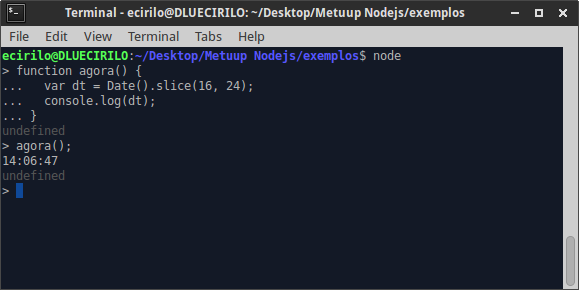 Terminal - ecirilo@DLUECIRILO: ~/Desktop/Metuup Nodejs/exemplos
File Edit View Terminal Tabs Help
ecirilo@DLUECIRILO:~/Desktop/Metuup Nodejs/exemplos$ node
> function agora() {
...   var dt = Date().slice(16, 24);
...   console.log(dt);
... }
undefined
> agora();
14:06:47
undefined
>